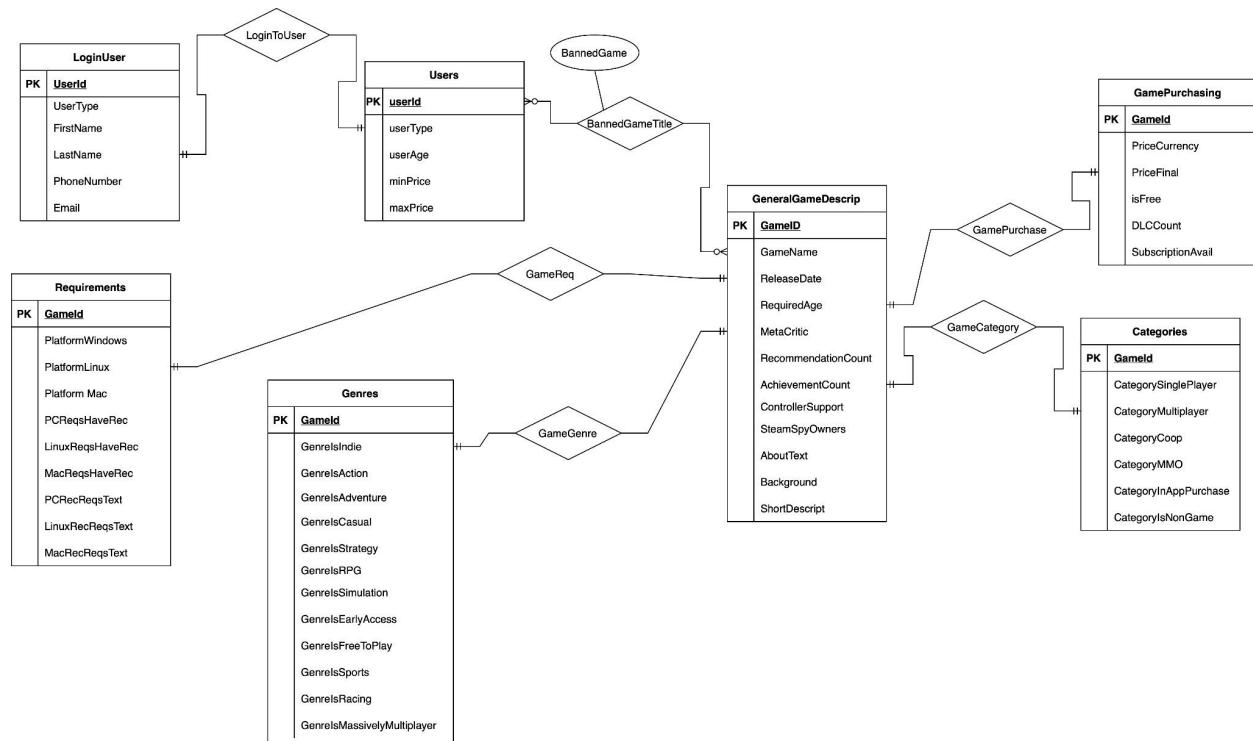 LoginToUser
LoginUser
PK UserId
UserType
FirstName
LastName
PhoneNumber
Email
Users
PK userId
userType
userAge
minPrice
maxPrice
BannedGame
BannedGameTitle
GamePurchasing
PK GameId
PriceCurrency
PriceFinal
isFree
DLCCount
SubscriptionAvail
GeneralGameDescrip
PK GameID
GameName
ReleaseDate
RequiredAge
MetaCritic
RecommendationCount
AchievementCount
ControllerSupport
SteamSpyOwners
AboutText
Background
ShortDescript
GamePurchase
GameReq
Requirements
PK GameId
PlatformWindows
PlatformLinux
Platform Mac
PCReqsHaveRec
LinuxReqsHaveRec
MacReqsHaveRec
PCRecReqsText
LinuxRecReqsText
MacRecReqsText
GameCategory
Categories
PK GameId
CategorySinglePlayer
CategoryMultiplayer
CategoryCoop
CategoryMMO
CategoryInAppPurchase
CategoryIsNonGame
Genres
PK GameId
GenreIsIndie
GenreIsAction
GenreIsAdventure
GenreIsCasual
GenreIsStrategy
GenreIsRPG
GenreIsSimulation
GenreIsEarlyAccess
GenreIsFreeToPlay
GenreIsSports
GenreIsRacing
GenreIsMassivelyMultiplayer
GameGenre